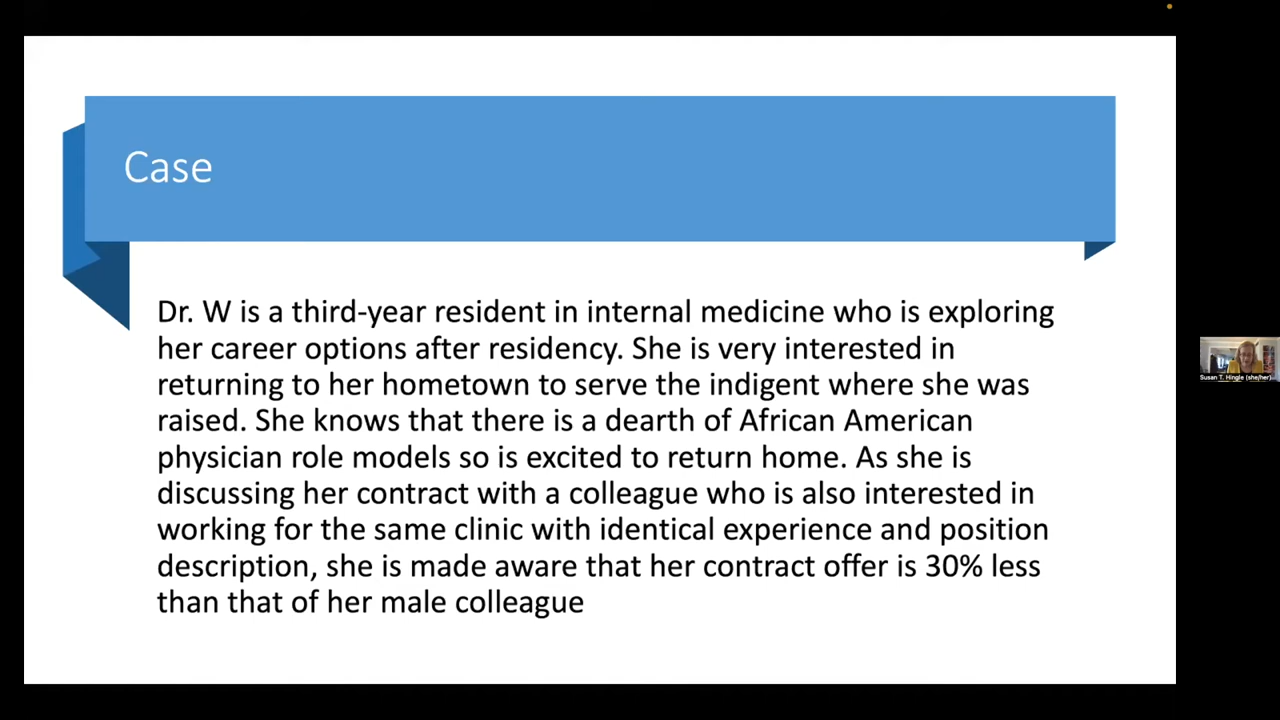 Case
Dr. W is a third-year resident in internal medicine who is exploring
her career options after residency. She is very interested in
returning to her hometown to serve the indigent where she was
raised. She knows that there is a dearth of African American
physician role models so is excited to return home. As she is
discussing her contract with a colleague who is also interested in
working for the same clinic with identical experience and position
description, she is made aware that her contract offer is 30% less
than that of her male colleague
Susan T. Hingle (she/her)